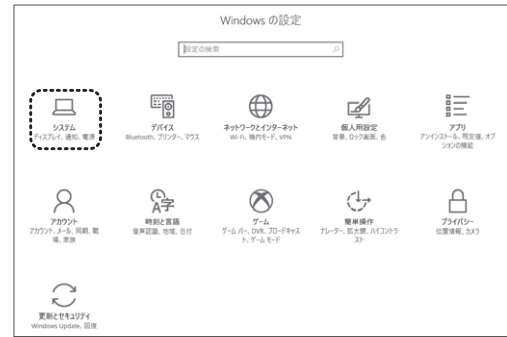 Windows の設定
設定の検索
システム
ディスプレイ、通知、電源
デバイス
Bluetooth、プリンター、マウス
ネットワークとインターネット
Wi-Fi、機内モード、VPN
個人用設定
背景、ロック画面、色
アプリ
アンインストール、既定値、オプ
ションの機能
アカウント
アカウント、メール、同期、職
場、家族
時刻と言語
音声認識、地域、日付
ゲーム
ゲーム バー、DVR、ブロードキャス
ト、ゲーム モード
簡単操作
ナレーター、拡大鏡、ハイコントラ
スト
プライバシー
位置情報、カメラ
更新とセキュリティ
Windows Update、回復